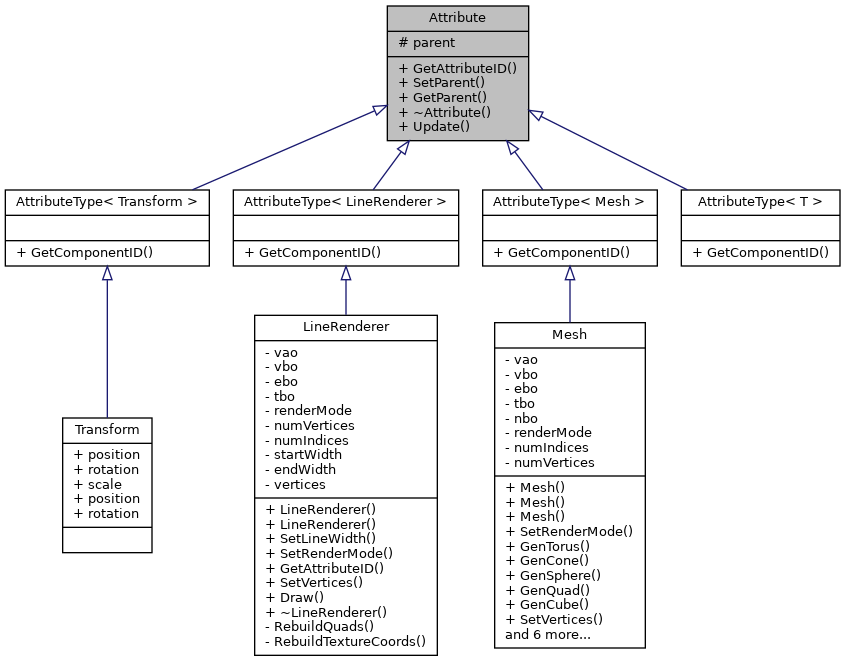 Attribute
# parent
+ GetAttributeID()
+ SetParent()
+ GetParent()
+ ~Attribute()
+ Update()
AttributeType< Transform >
+ GetComponentID()
AttributeType< LineRenderer >
+ GetComponentID()
AttributeType< Mesh >
+ GetComponentID()
AttributeType< T >
+ GetComponentID()
Transform
+ position
+ rotation
+ scale
+ position
+ rotation
LineRenderer
- vao
- vbo
- ebo
- tbo
- renderMode
- numVertices
- numIndices
- startWidth
- endWidth
- vertices
+ LineRenderer()
+ LineRenderer()
+ SetLineWidth()
+ SetRenderMode()
+ GetAttributeID()
+ SetVertices()
+ Draw()
+ ~LineRenderer()
- RebuildQuads()
- RebuildTextureCoords()
Mesh
- vao
- vbo
- ebo
- tbo
- nbo
- renderMode
- numIndices
- numVertices
+ Mesh()
+ Mesh()
+ Mesh()
+ SetRenderMode()
+ GenTorus()
+ GenCone()
+ GenSphere()
+ GenQuad()
+ GenCube()
+ SetVertices()
and 6 more...